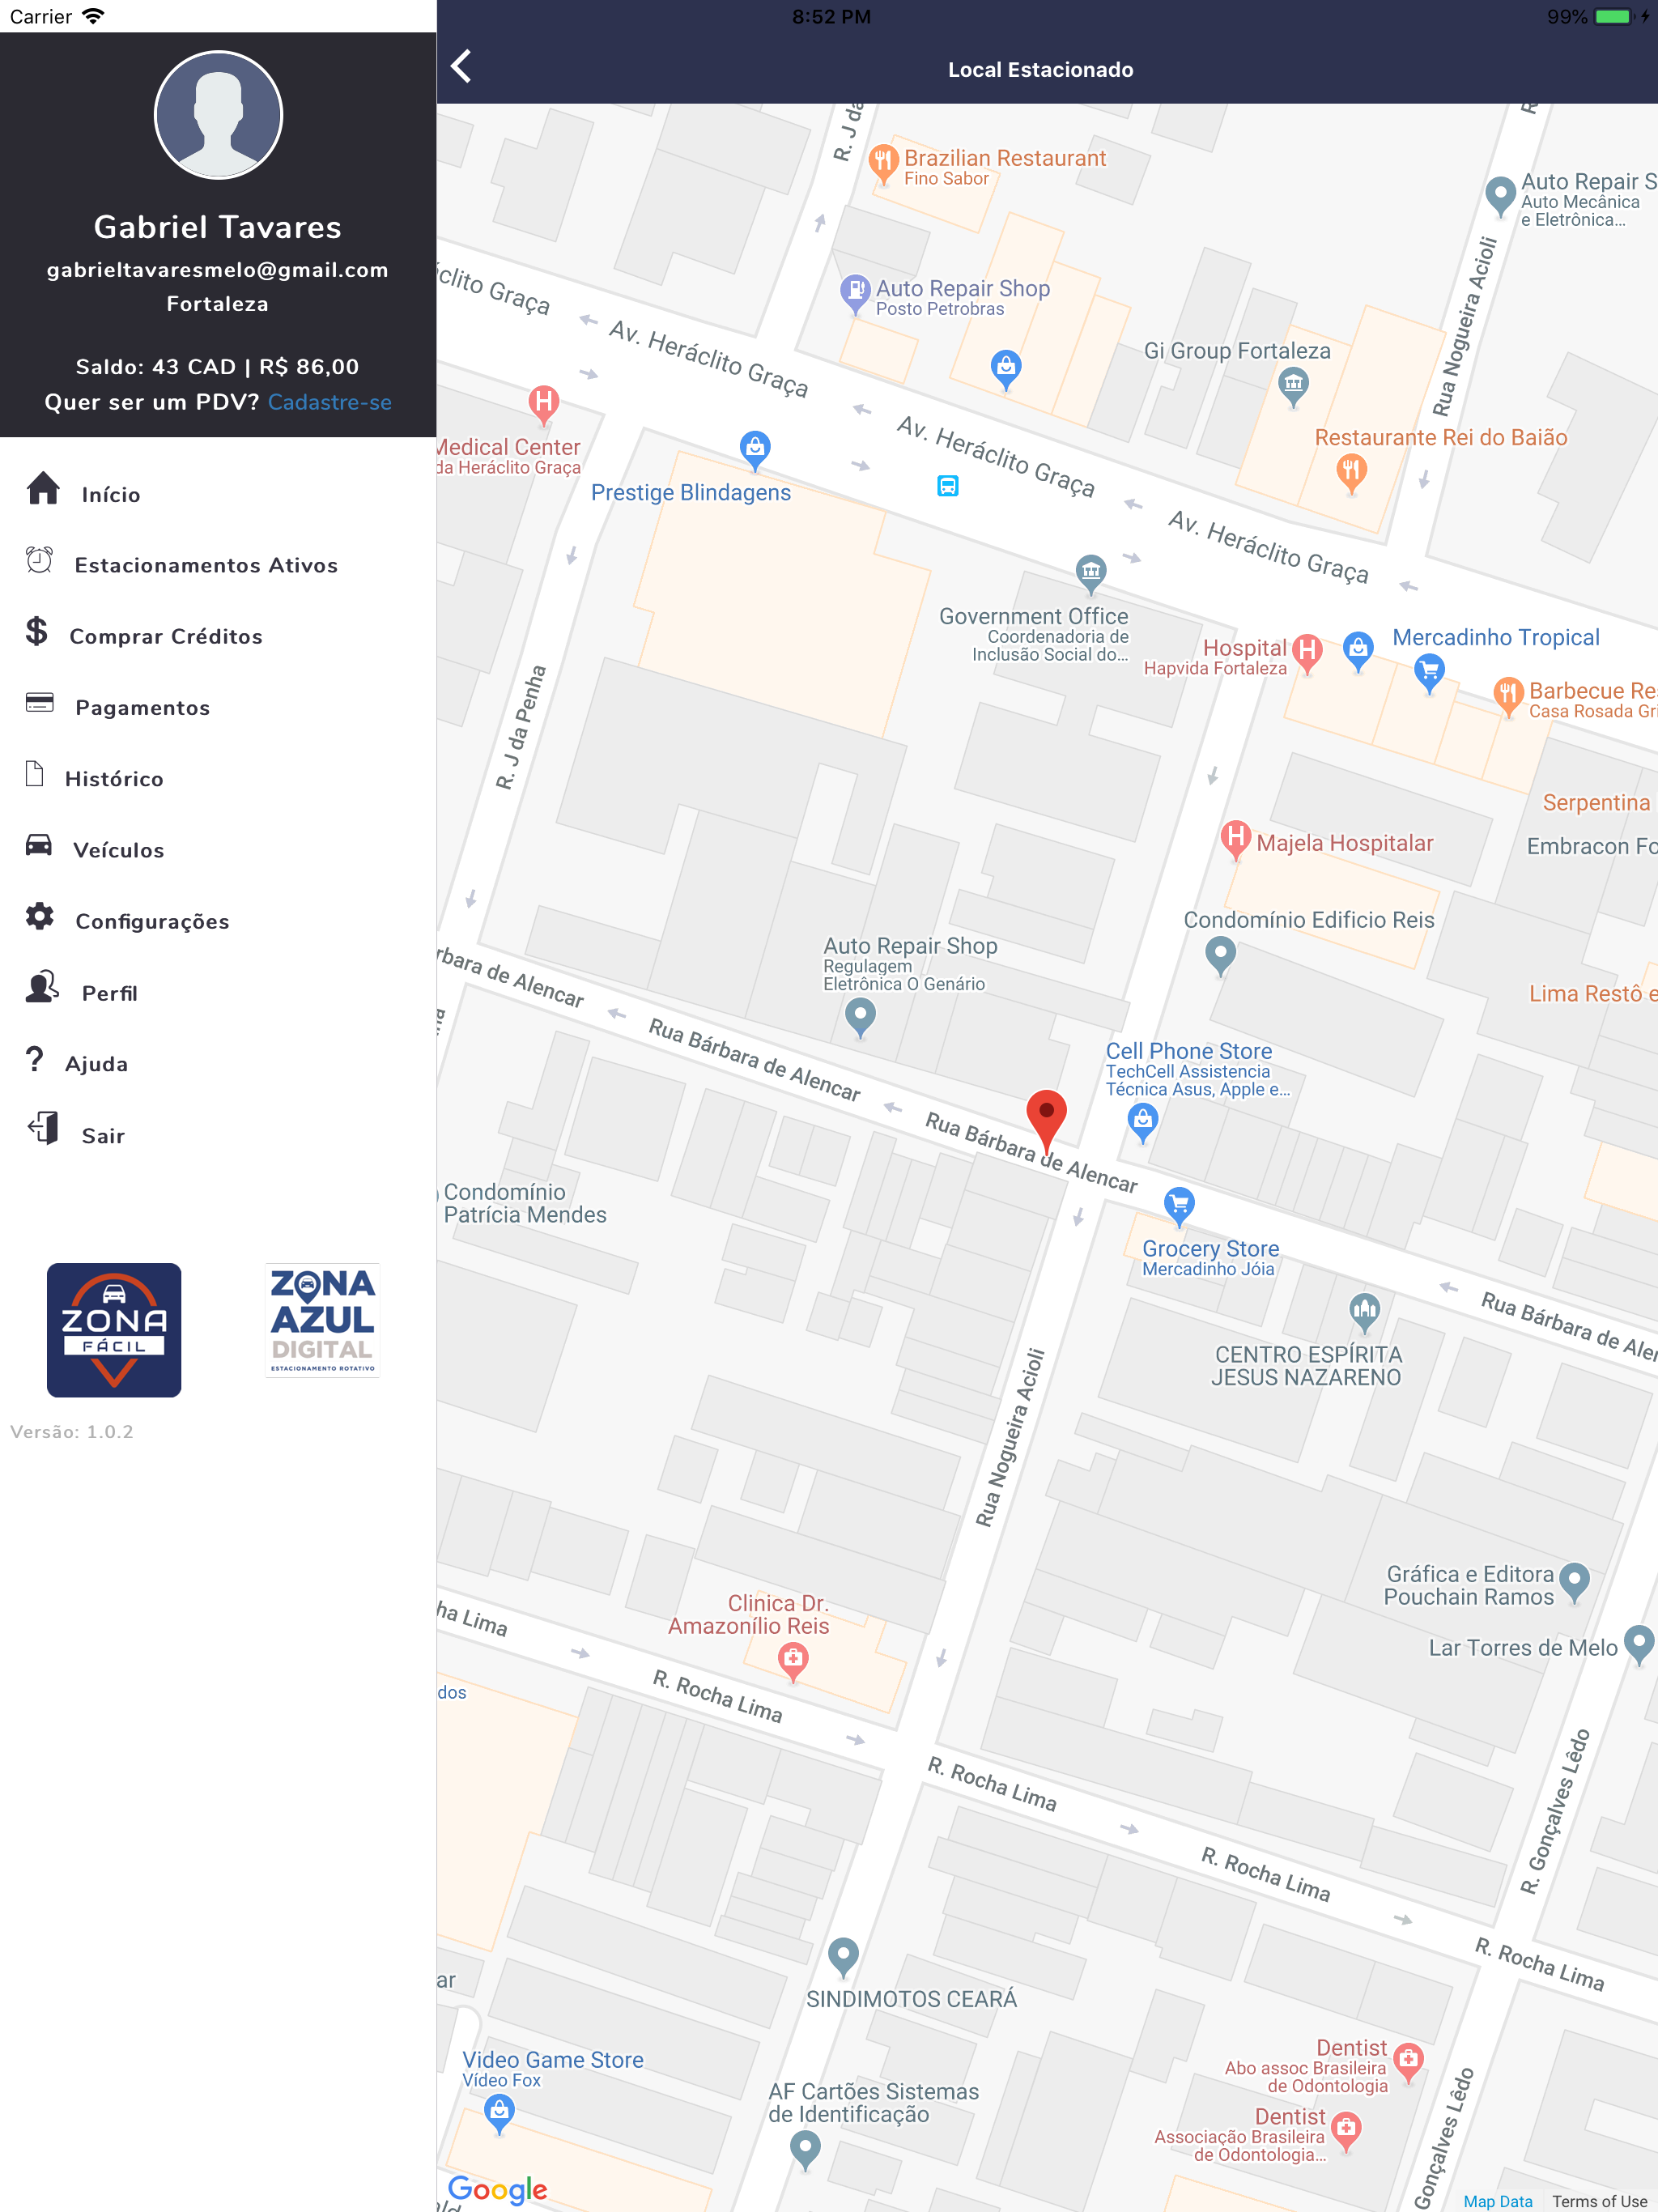 Carrier
8:52 PM
99%
Local Estacionado
Gabriel Tavares
gabrieltavaresmelo@gmail.com
Fortaleza
Saldo: 43 CAD | R$ 86,00
Quer ser um PDV? Cadastre-se
Início
Estacionamentos Ativos
Comprar Créditos
Pagamentos
Histórico
Veículos
Configurações
Perfil
Ajuda
Sair
ZONA
FÁCIL
ZONA
AZUL
DIGITAL
ESTACIONAMENTO ROTATIVO
Versão: 1.0.2
R. J da
Brazilian Restaurant
Fino Sabor
Auto Repair S
Auto Mecânica
e Eletrônica...
Rua Nogueira Acioli
Auto Repair Shop
Posto Petrobras
Gi Group Fortaleza
Restaurante Rei do Baião
clito Graça
Av. Heráclito Graça
Av. Heráclito Graça
Av. Heráclito Graça
Medical Center
da Heráclito Graça
Prestige Blindagens
Government Office
Coordenadoria de
Inclusão Social do...
Hospital
Hapvida Fortaleza
Mercadinho Tropical
Barbecue Re
Casa Rosada Gri
R. J da Penha
Serpentina
Embracon Fo
Majela Hospitalar
Condomínio Edificio Reis
Lima Restô e
Auto Repair Shop
Regulagem
Eletrônica O Genário
rbara de Alencar
Rua Bárbara de Alencar
Rua Bárbara de Alencar
Cell Phone Store
TechCell Assistencia
Técnica Asus, Apple e...
Condomínio
Patrícia Mendes
Grocery Store
Mercadinho Jóia
Rua Bárbara de Alen
CENTRO ESPÍRITA
JESUS NAZARENO
Rua Nogueira Acioli
Gráfica e Editora
Pouchain Ramos
Lar Torres de Melo
Clinica Dr.
Amazonílio Reis
ha Lima
R. Rocha Lima
dos
R. Rocha Lima
R. Rocha Lima
R. Rocha Lima
R. Gonçalves Lêdo
SINDIMOTOS CEARÁ
ar
Video Game Store
Vídeo Fox
AF Cartões Sistemas
de Identificação
Dentist
Abo assoc Brasileira
de Odontologia
Dentist
Associação Brasileira
de Odontologia...
Gonçalves Lêdo
Google
Map Data
Terms of Use